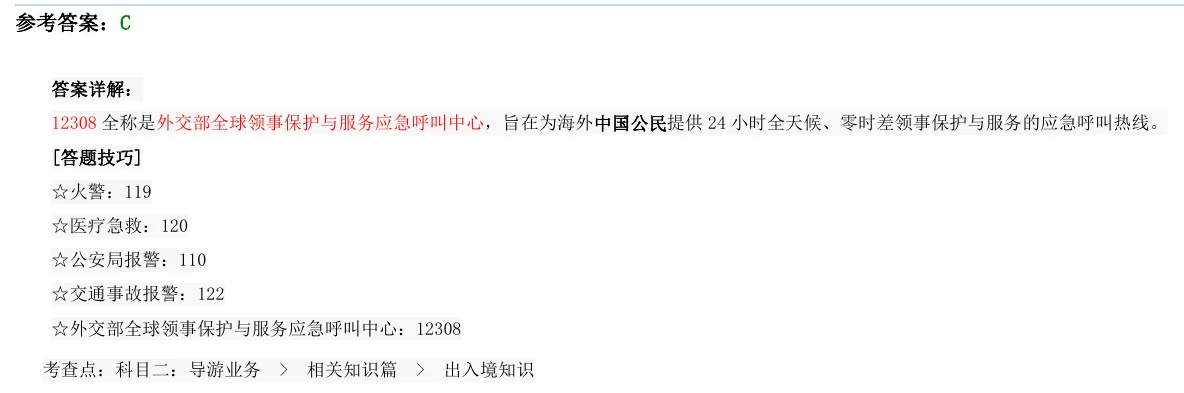 参考答案：C
答案详解：
12308 全称是外交部全球领事保护与服务应急呼叫中心，旨在为海外中国公民提供 24 小时全天候、零时差领事保护与服务的应急呼叫热线。
[答题技巧]
☆火警：119
☆医疗急救：120
☆公安局报警：110
☆交通事故报警：122
☆外交部全球领事保护与服务应急呼叫中心：12308
考查点：科目二：导游业务 > 相关知识篇 > 出入境知识